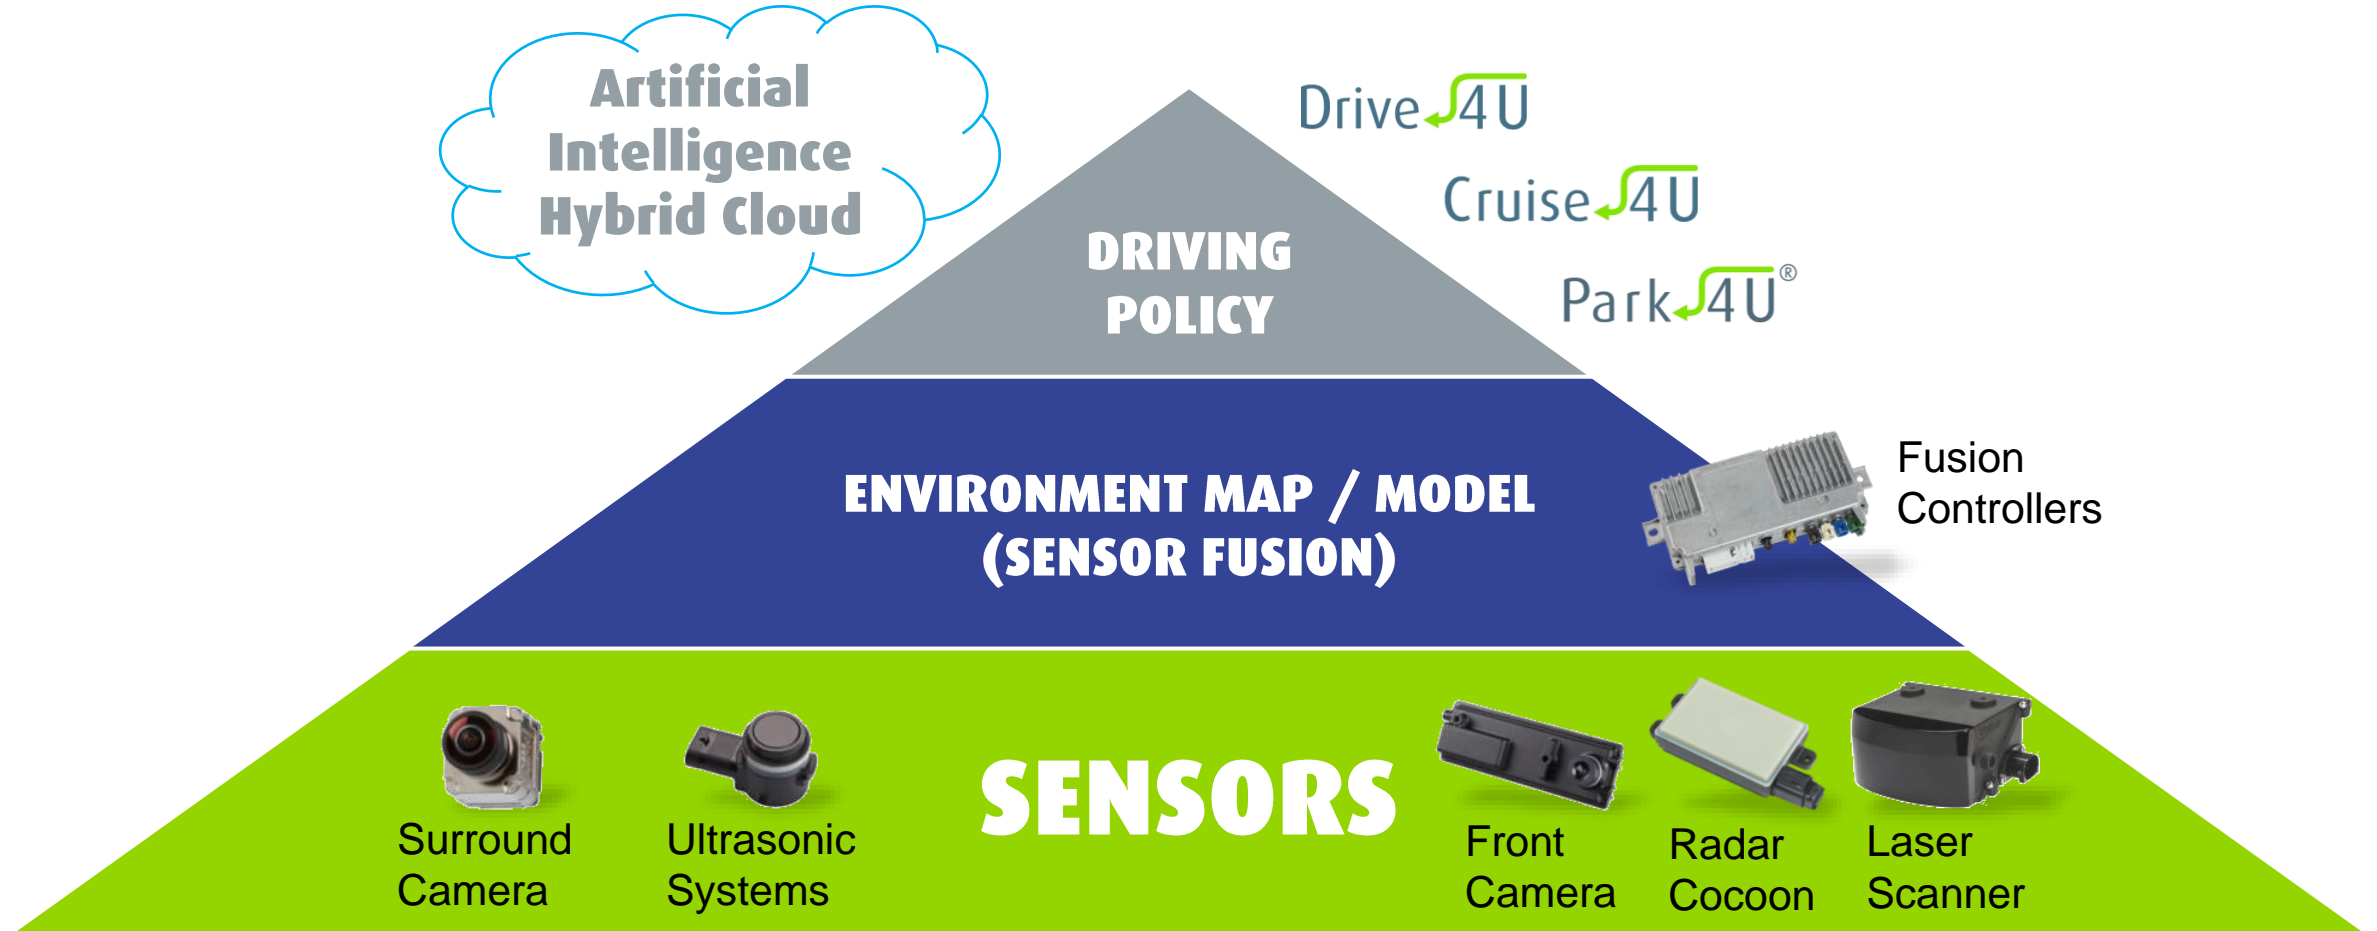 Artificial
Intelligence
Hybrid Cloud
Drive4U
Cruise4U
Park4U®
DRIVING
POLICY
ENVIRONMENT MAP / MODEL
(SENSOR FUSION)
Fusion
Controllers
SENSORS
Surround
Camera
Ultrasonic
Systems
Front
Camera
Radar
Cocoon
Laser
Scanner